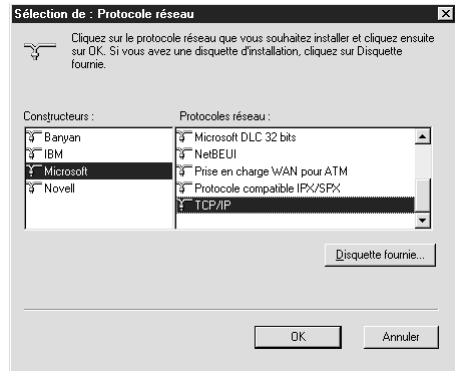 Sélection de : Protocole réseau
Cliquez sur le protocole réseau que vous souhaitez installer et cliquez ensuite
sur OK. Si vous avez une disquette d'installation, cliquez sur Disquette
fournie.
Constructeurs :
Banyan
IBM
Microsoft
Novell
Protocoles réseau :
Microsoft DLC 32 bits
NetBEUI
Prise en charge WAN pour ATM
Protocole compatible IPX/SPX
TCP/IP
Disquette fournie...
OK
Annuler